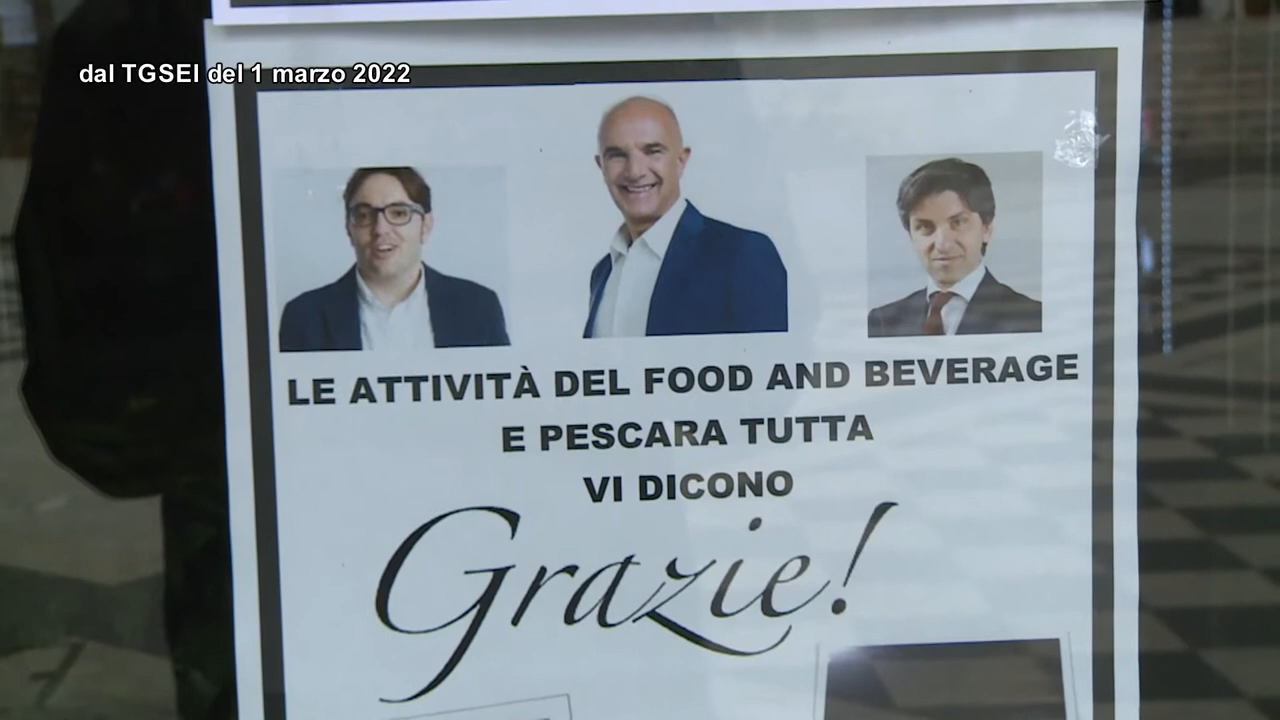 dal TGSEI del 1 marzo 2022
LE ATTIVITÀ DEL FOOD AND BEVERAGE
E PESCARA TUTTA
VI DICONO
Grazie!